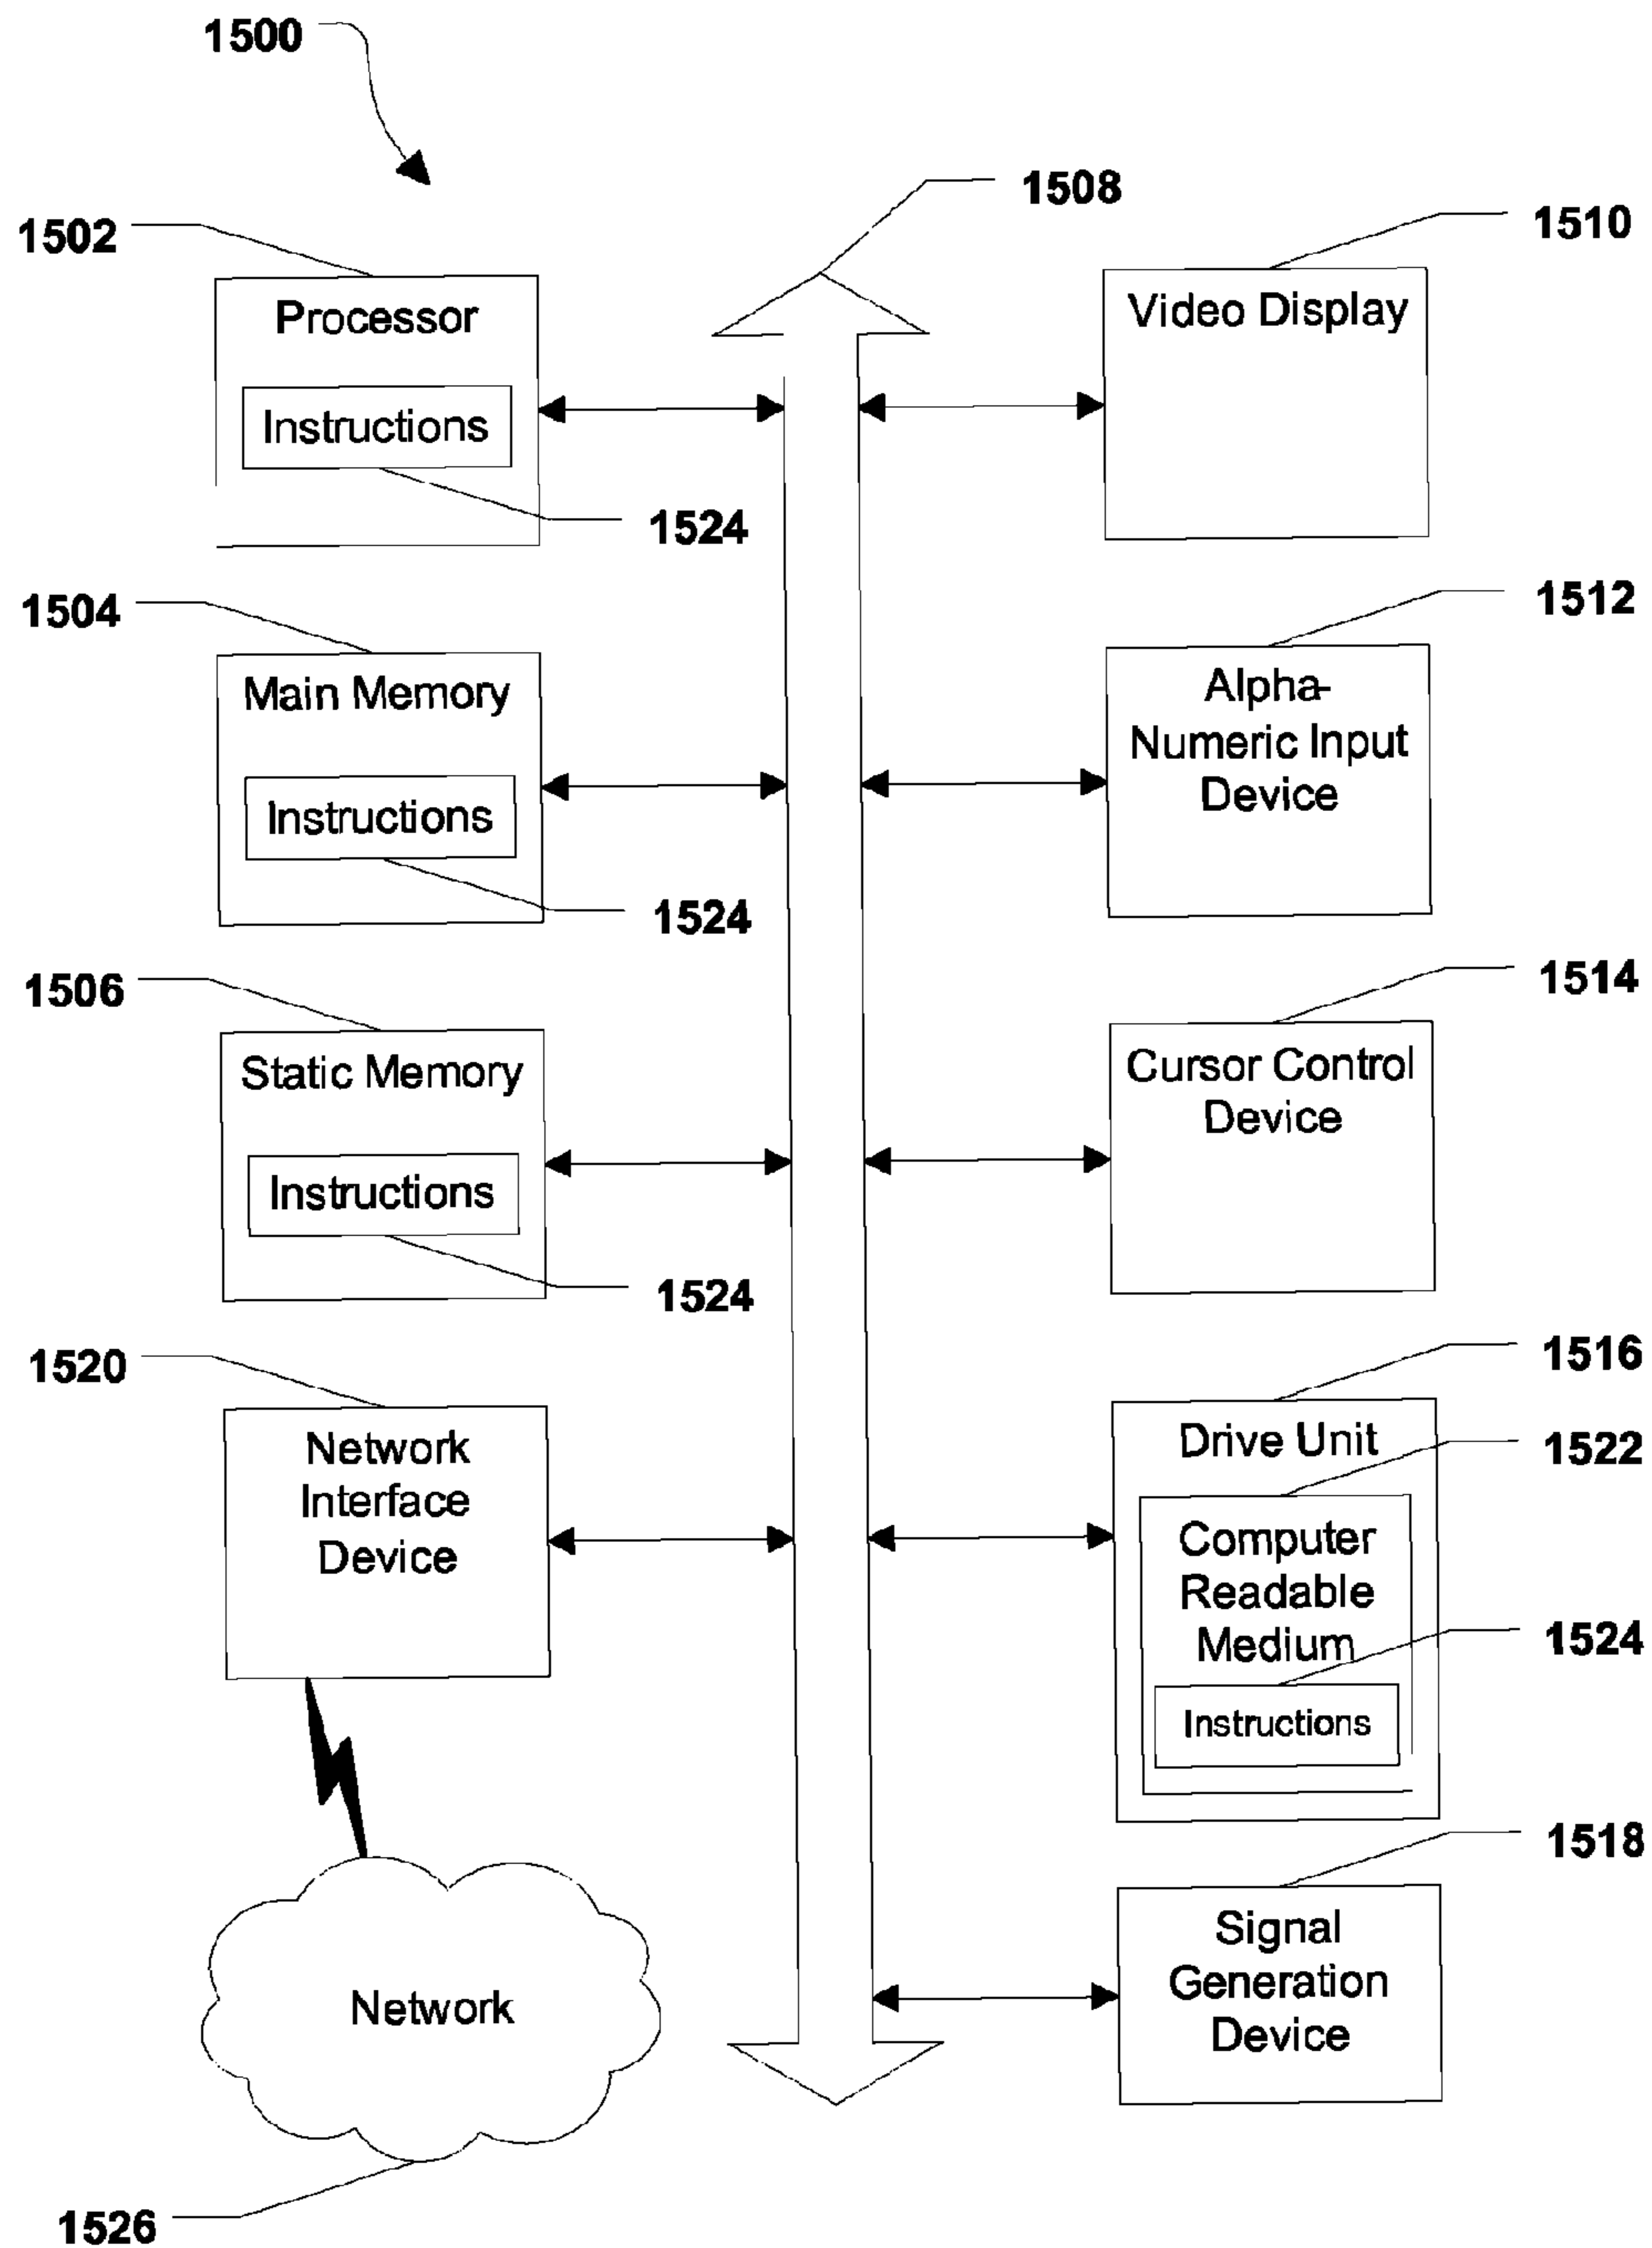 1500
1508
1502
1510
Processor
Video Display
Instructions
1524
1504
1512
Main Memory
Alpha-
Numeric Input
Device
Instructions
1524
1506
1514
Static Memory
Cursor Control
Device
Instructions
1524
1520
1516
Network
Interface
Device
Drive Unit
1522
Computer
Readable
Medium
1524
Instructions
1518
Signal
Generation
Device
Network
1526